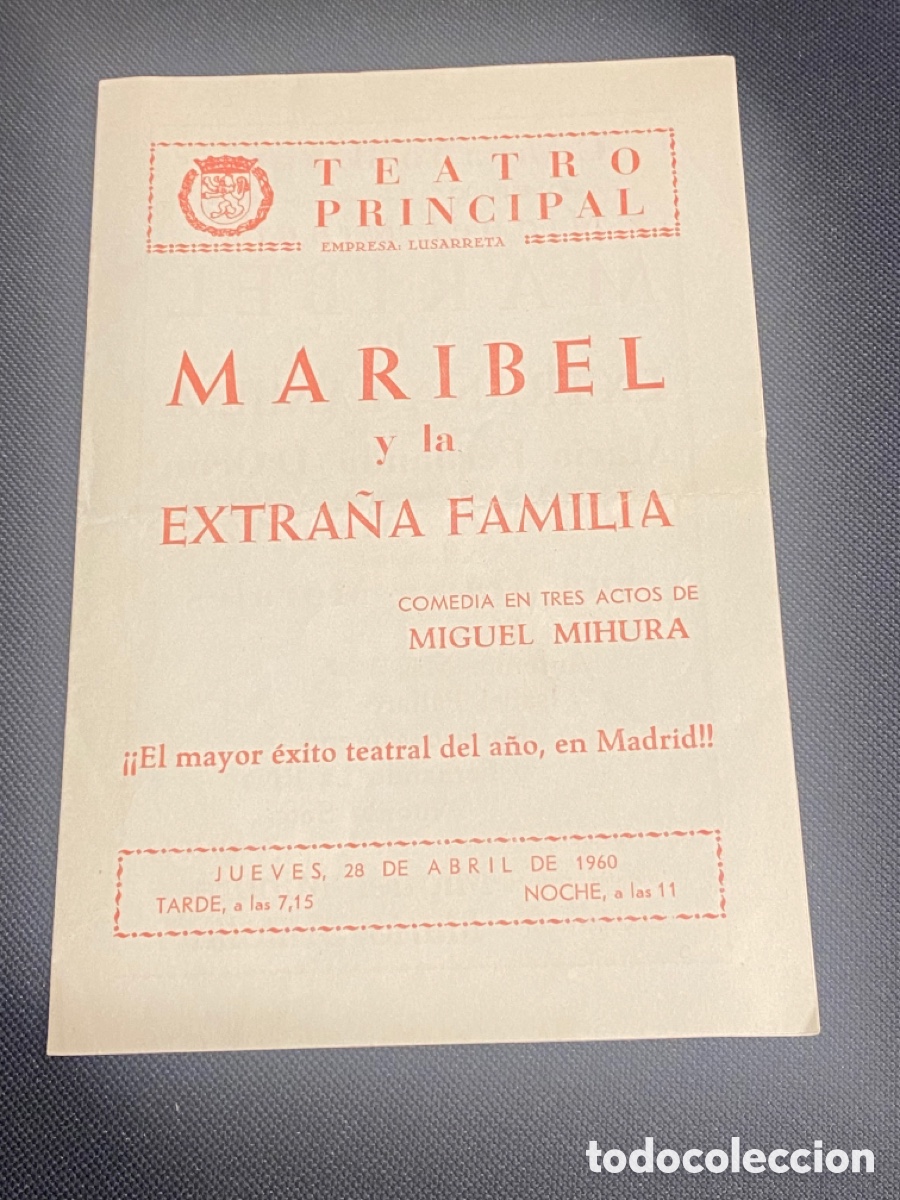 TEATRO
PRINCIPAL
EMPRESA: LUSARRETA
MARIBEL
y la
EXTRAÑA FAMILIA
COMEDIA EN TRES ACTOS DE
MIGUEL MIHURA
¡¡El mayor éxito teatral del año, en Madrid!!
JUEVES, 28 DE ABRIL DE 1960
TARDE, a las 7,15 NOCHE, a las 11
todocoleccion